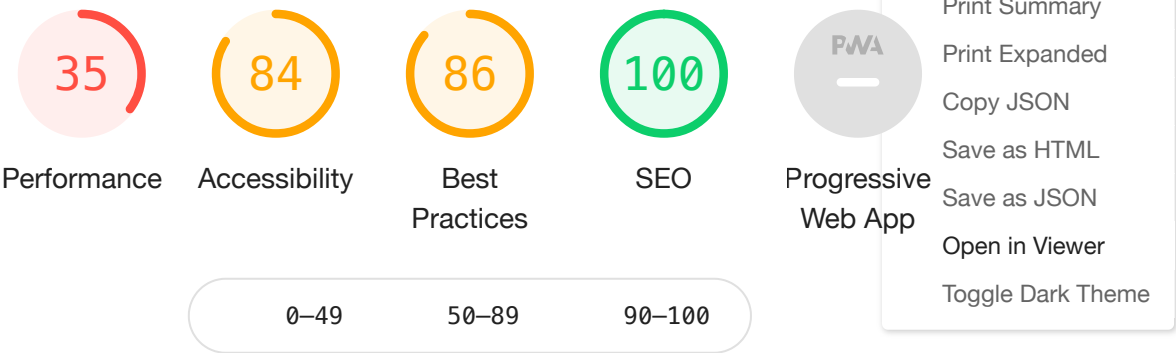 35
84
86
100
PWA
Performance
Accessibility
Best
Practices
SEO
Progressive
Web App
0–49
50–89
90–100
Print Summary
Print Expanded
Copy JSON
Save as HTML
Save as JSON
Open in Viewer
Toggle Dark Theme